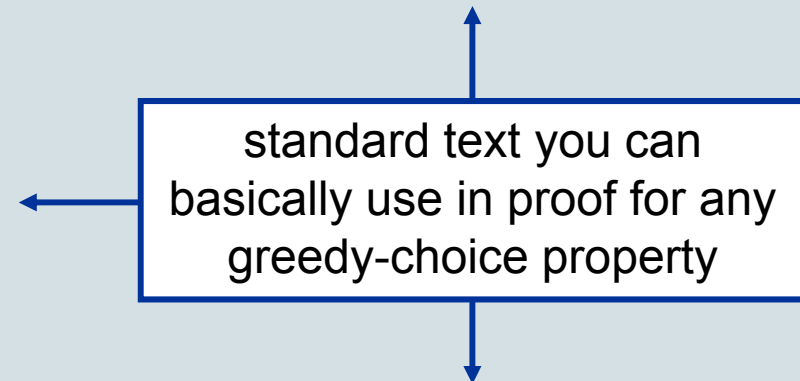 standard text you can
basically use in proof for any
greedy-choice property